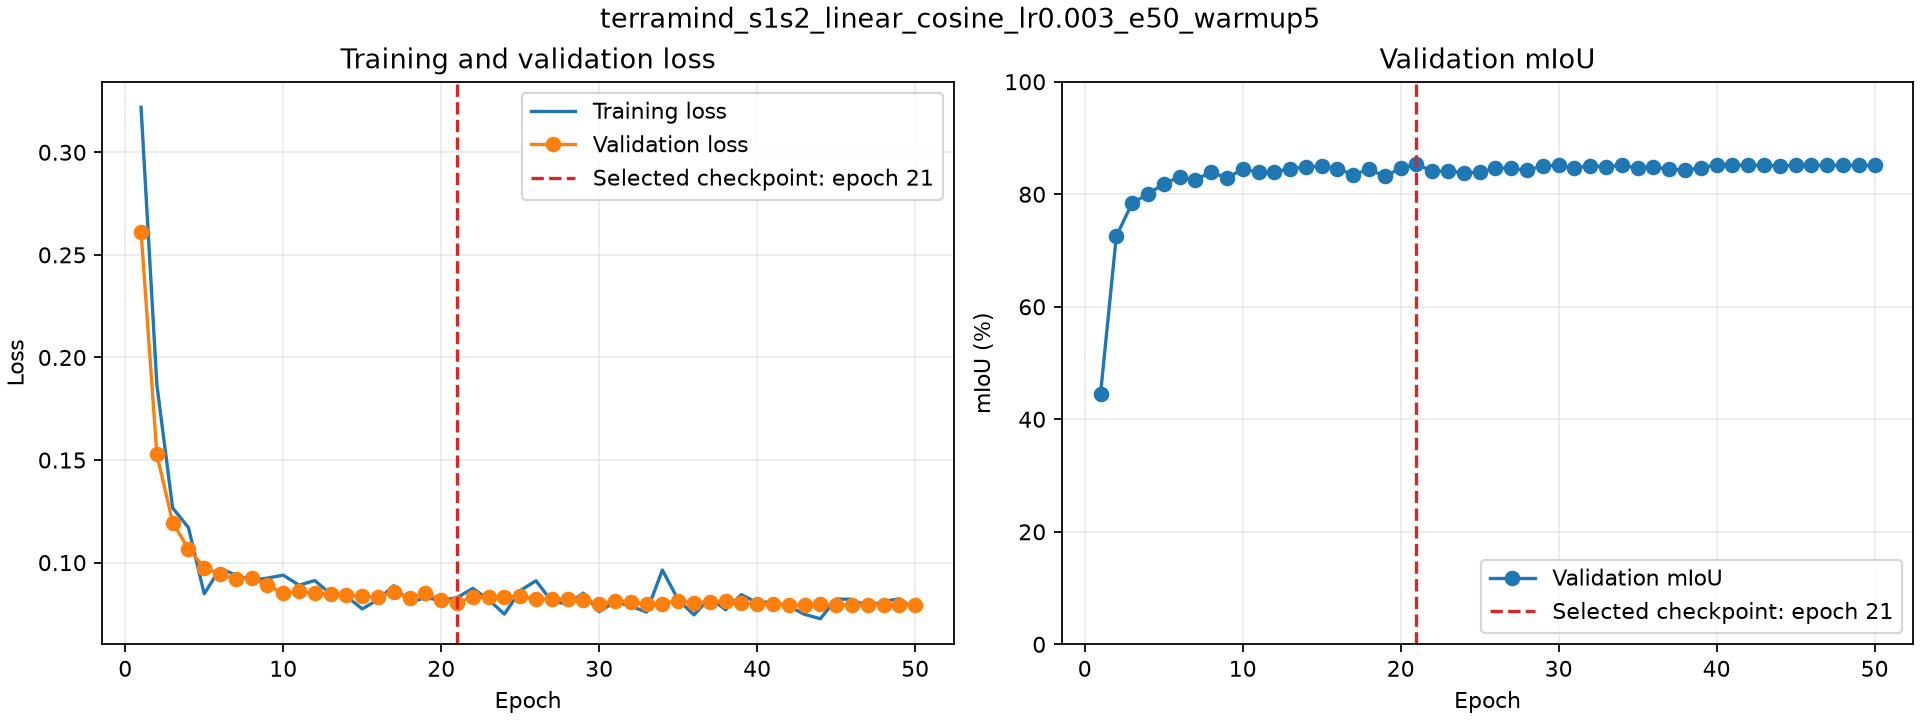 terramind_s1s2_linear_cosine_lr0.003_e50_warmup5
Training and validation loss
Training loss
Validation loss
Selected checkpoint: epoch 21
0.30
0.25
0.20
0.15
0.10
Loss
0 10 20 30 40 50
Epoch
Validation mIoU
100
80
60
40
20
0
mIoU (%)
Validation mIoU
Selected checkpoint: epoch 21
0 10 20 30 40 50
Epoch